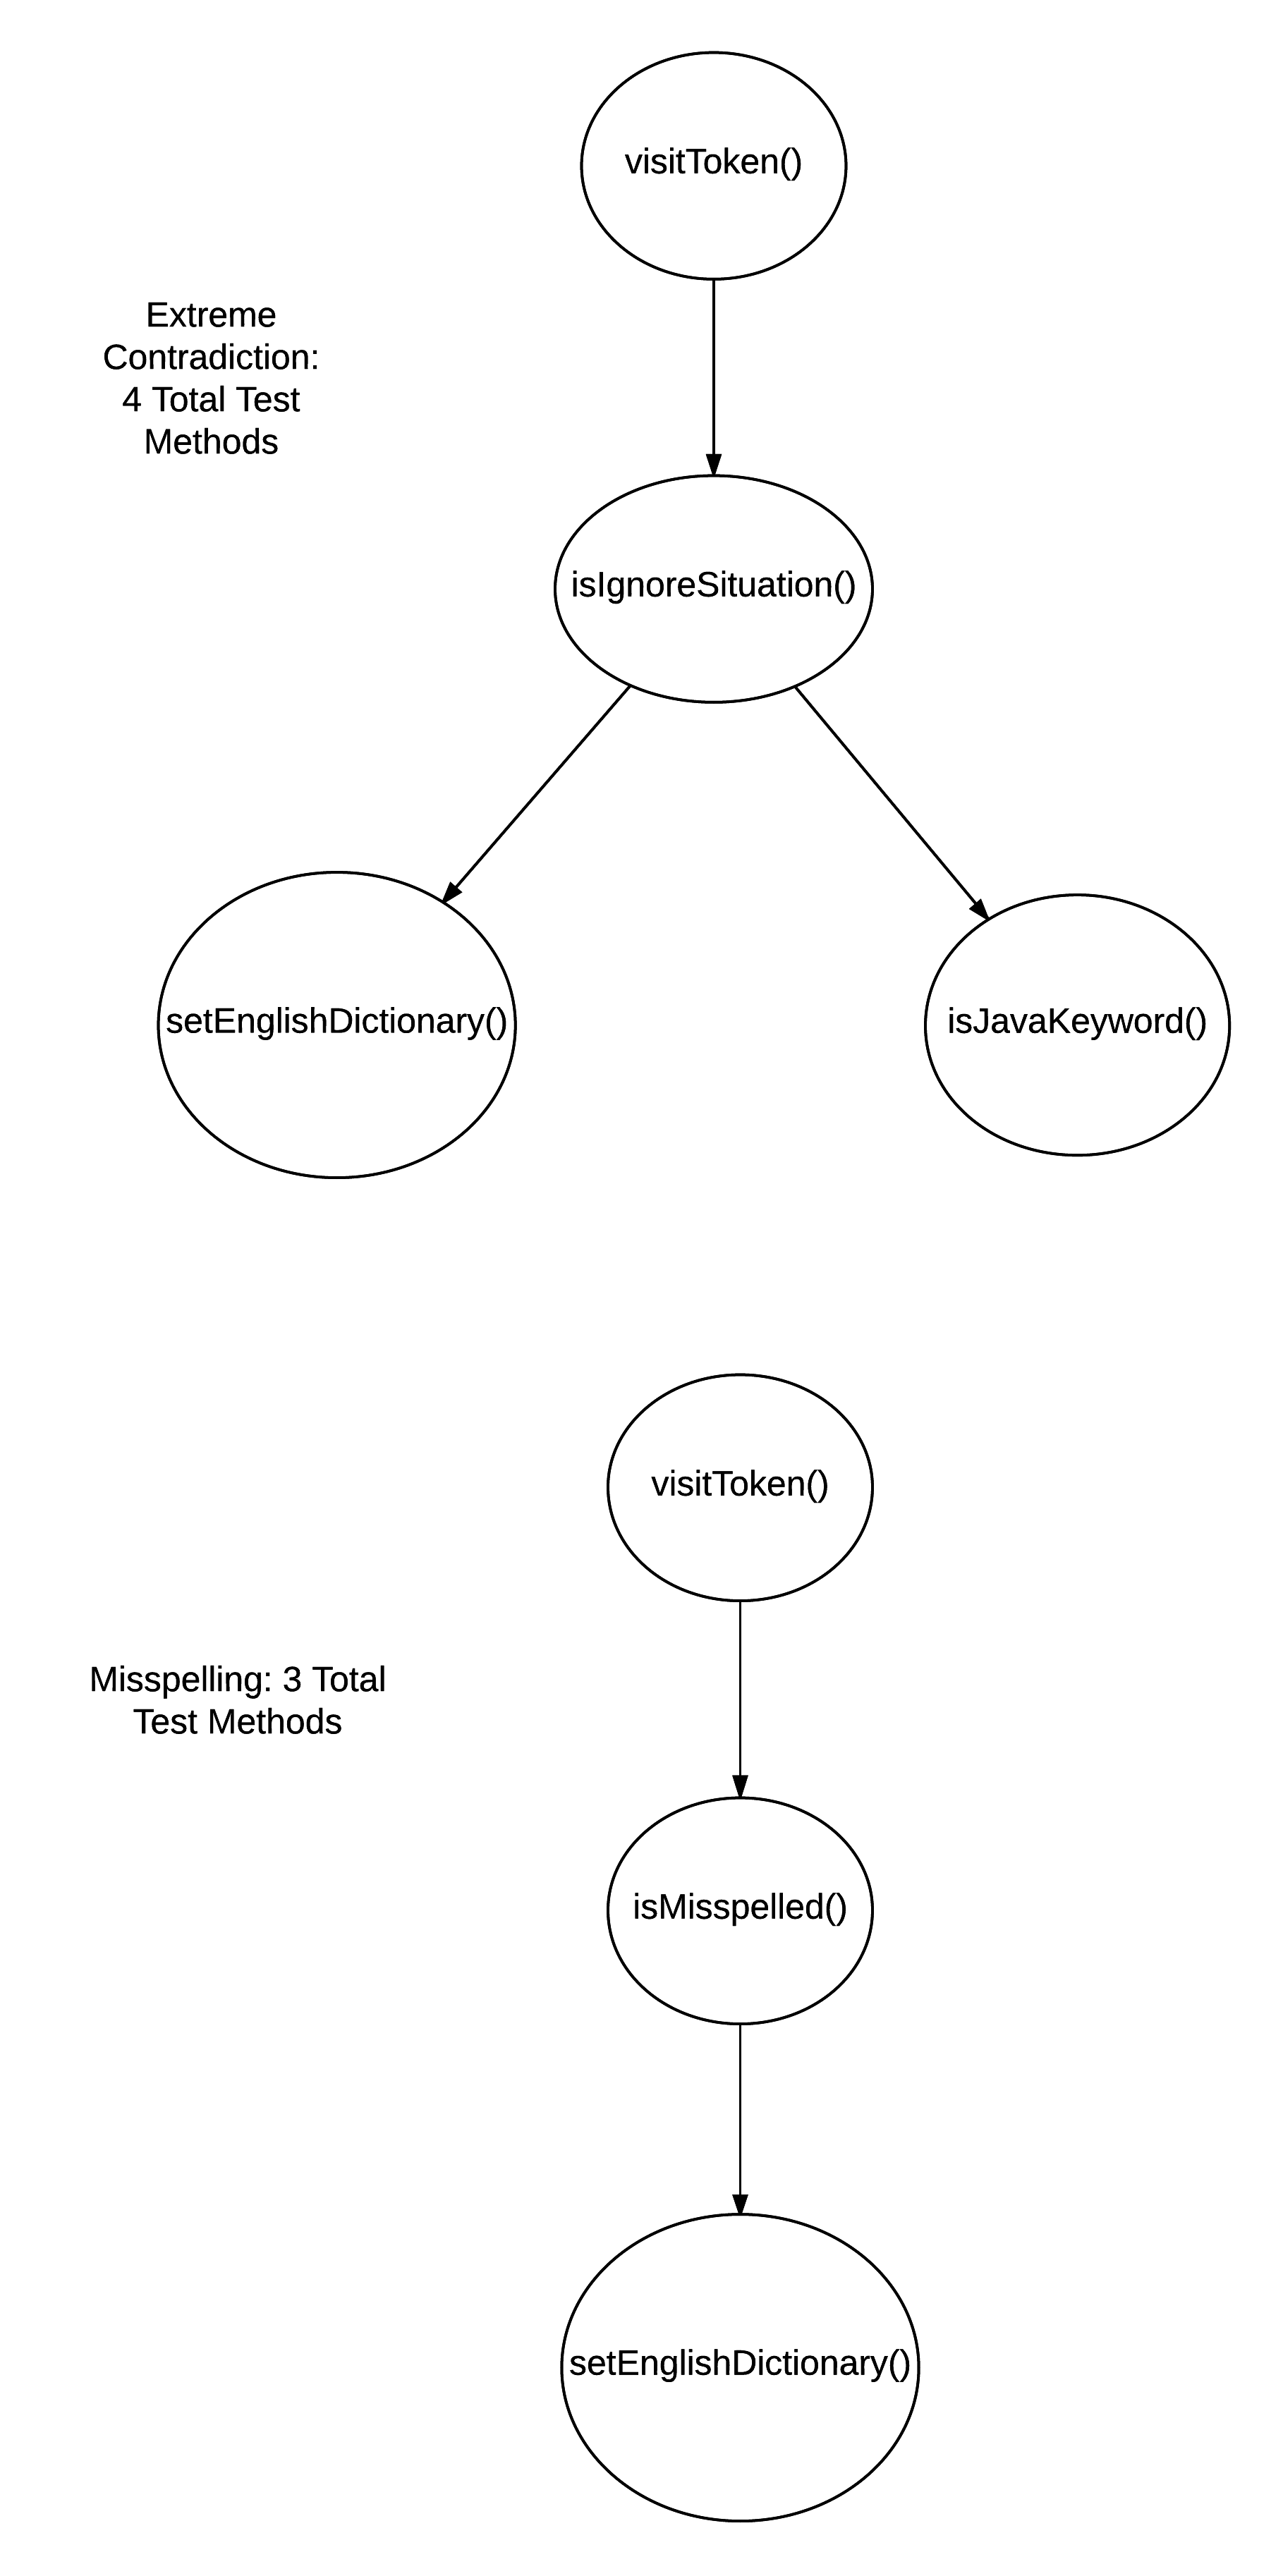 visitToken()
Extreme
Contradiction:
4 Total Test
Methods
isIgnoreSituation()
setEnglishDictionary()
isJavaKeyword()
visitToken()
Misspelling: 3 Total
Test Methods
isMisspelled()
setEnglishDictionary()